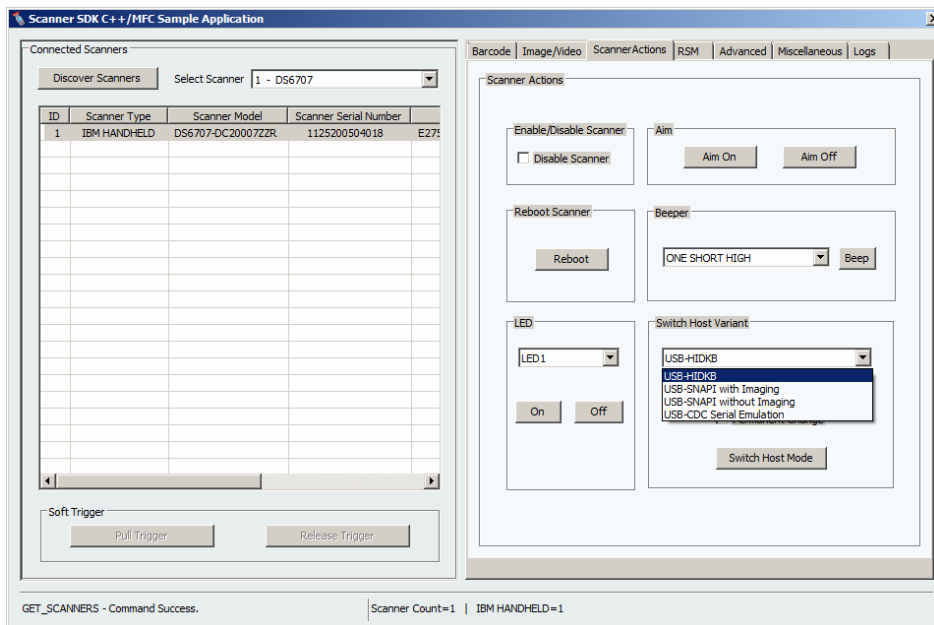 Scanner SDK C++/MFC Sample Application
Connected Scanners
Discover Scanners
Select Scanner
1 - DS6707
ID Scanner Type Scanner Model Scanner Serial Number
1 IBM HANDHELD DS6707-DC20007ZZR 1125200504018 E275
Soft Trigger
Pull Trigger
Release Trigger
Barcode Image/Video ScannerActions RSM Advanced Miscellaneous Logs
Scanner Actions
Enable/Disable Scanner
Disable Scanner
Aim
Aim On
Aim Off
Reboot Scanner
Reboot
Beeper
ONE SHORT HIGH
Beep
LED
LED1
On
Off
Switch Host Variant
USB-HIDKB
USB-HIDKB
USB-SNAPI with Imaging
USB-SNAPI without Imaging
USB-CDC Serial Emulation
Permanent Change
Switch Host Mode
GET_SCANNERS - Command Success.
Scanner Count=1 | IBM HANDHELD=1